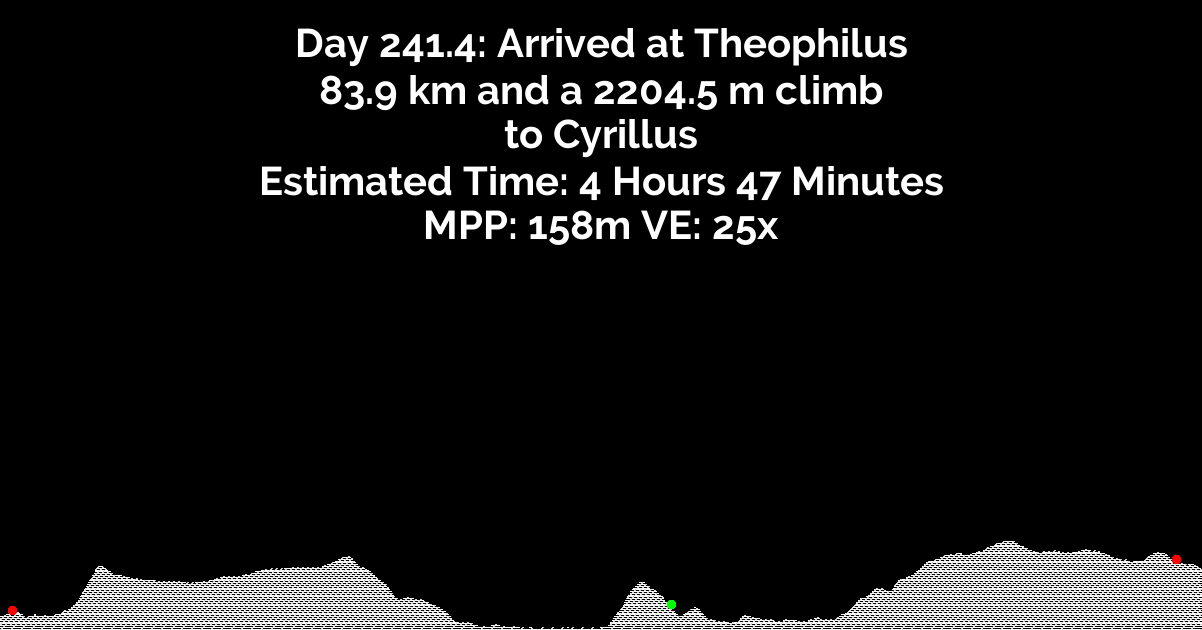 Day 241.4: Arrived at Theophilus
83.9 km and a 2204.5 m climb
to Cyrillus
Estimated Time: 4 Hours 47 Minutes
MPP: 158m VE: 25x